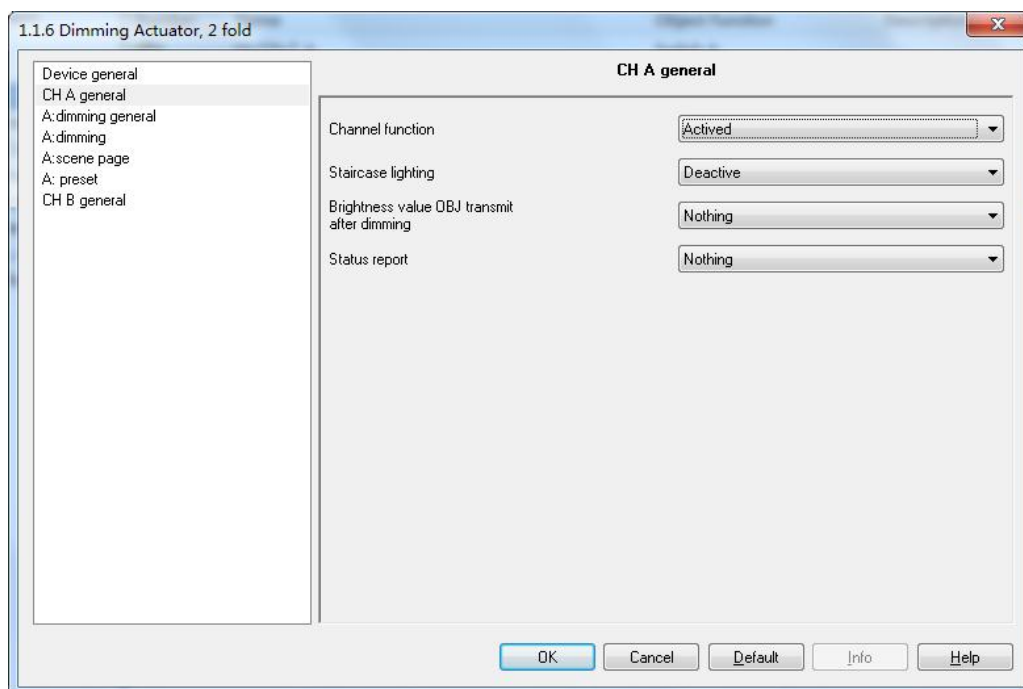 1.1.6 Dimming Actuator, 2 fold
Device general
CH A general
A:dimming general
A:dimming
A:scene page
A: preset
CH B general
CH A general
Channel function
Actived
Staircase lighting
Deactive
Brightness value OBJ transmit
after dimming
Nothing
Status report
Nothing
OK
Cancel
Default
Info
Help